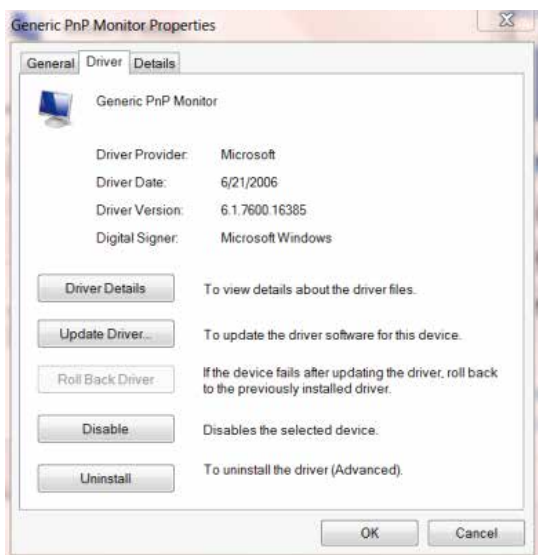 Generic PnP Monitor Properties
General Driver Details
Generic PnP Monitor
Driver Provider: Microsoft
Driver Date: 6/21/2006
Driver Version: 6.1.7600.16385
Digital Signer: Microsoft Windows
Driver Details To view details about the driver files.
Update Driver... To update the driver software for this device.
Roll Back Driver If the device fails after updating the driver, roll back
to the previously installed driver.
Disable Disables the selected device.
Uninstall To uninstall the driver (Advanced).
OK Cancel